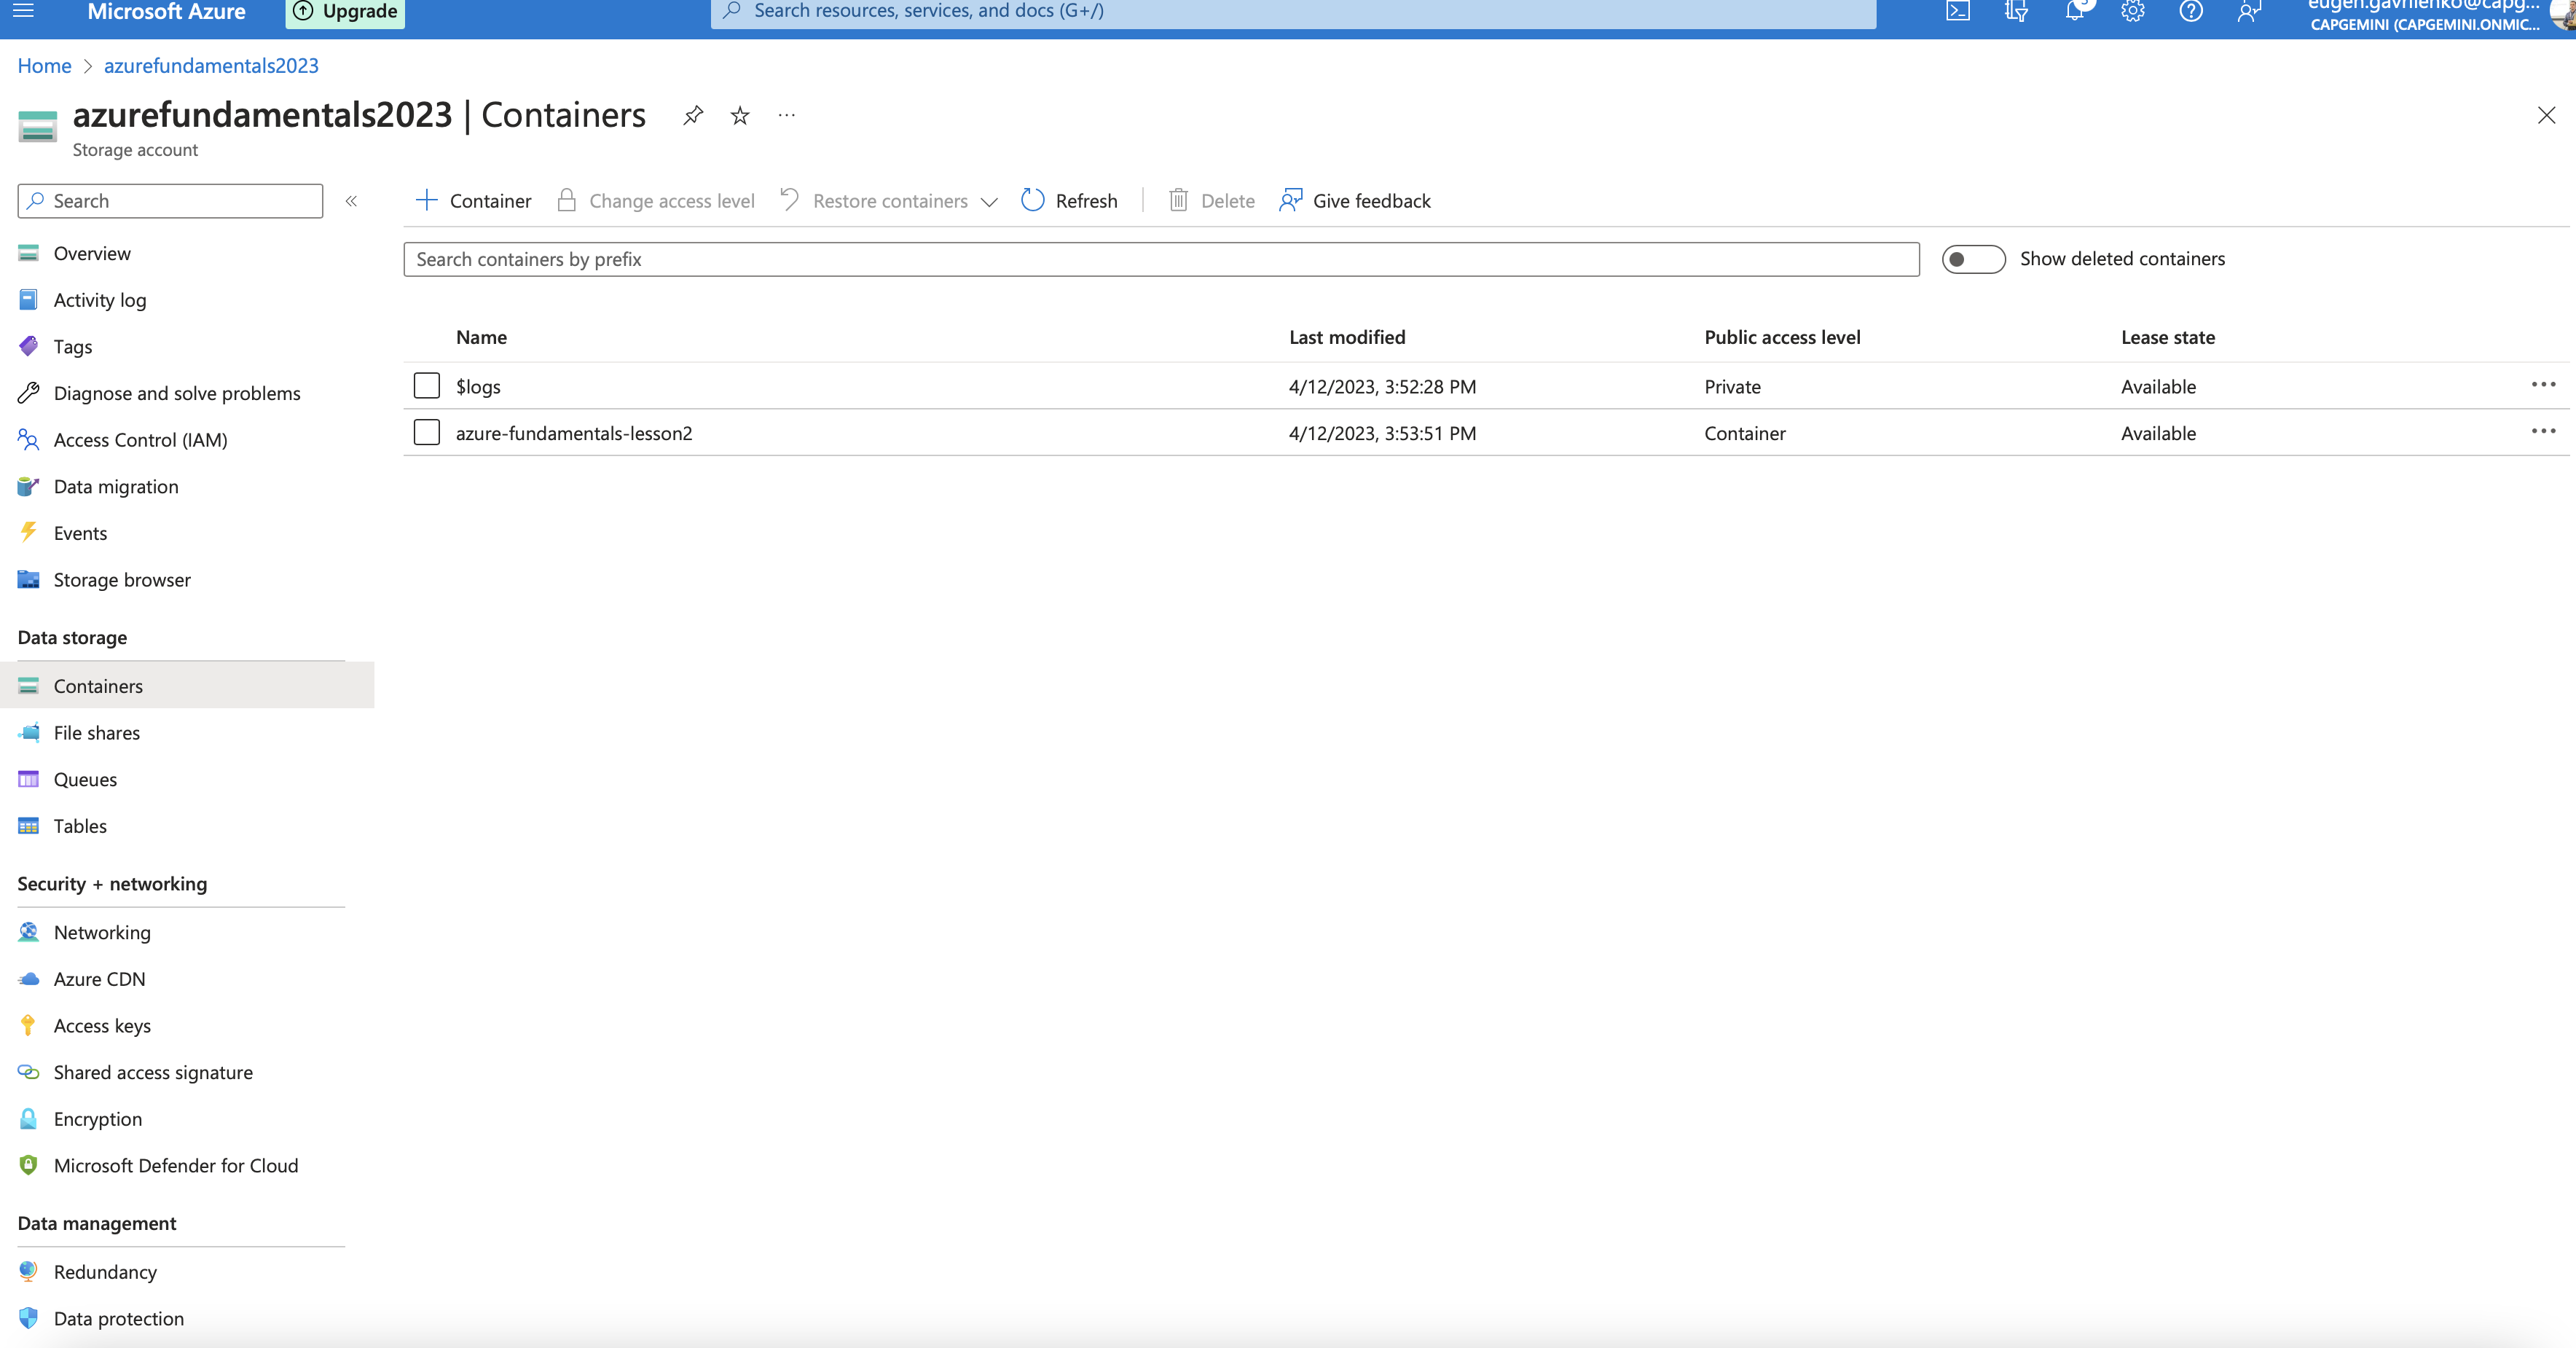 Microsoft Azure
Upgrade
Search resources, services, and docs (G+/)
CAPGEMINI (CAPGEMINI.ONMIC...
Home > azurefundamentals2023
azurefundamentals2023 | Containers
Storage account
Search
Container
Change access level
Restore containers
Refresh
Delete
Give feedback
Search containers by prefix
Show deleted containers
Name Last modified Public access level Lease state
$logs 4/12/2023, 3:52:28 PM Private Available
azure-fundamentals-lesson2 4/12/2023, 3:53:51 PM Container Available
Overview
Activity log
Tags
Diagnose and solve problems
Access Control (IAM)
Data migration
Events
Storage browser
Data storage
Containers
File shares
Queues
Tables
Security + networking
Networking
Azure CDN
Access keys
Shared access signature
Encryption
Microsoft Defender for Cloud
Data management
Redundancy
Data protection